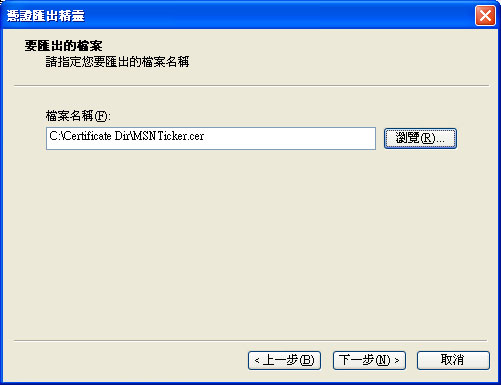 憑證匯出精靈
要匯出的檔案
請指定您要匯出的檔案名稱
檔案名稱(F):
C:\Certificate Dir\MSNTicker.cer
瀏覽(R)...
< 上一步(B) 下一步(N) > 取消